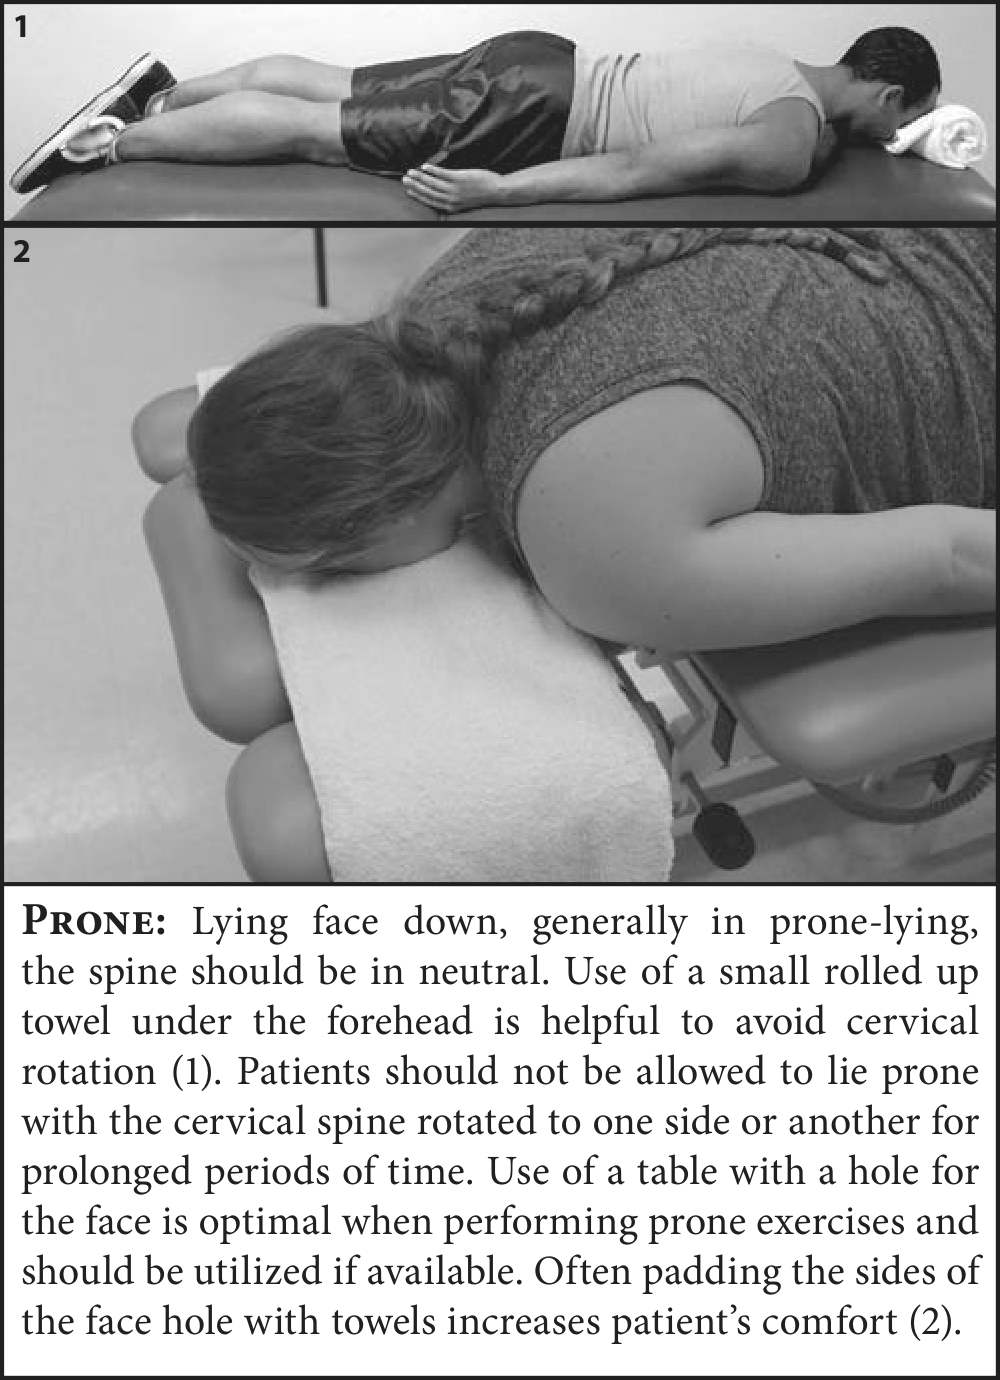 1
2
PRONE: Lying face down, generally in prone-lying,
the spine should be in neutral. Use of a small rolled up
towel under the forehead is helpful to avoid cervical
rotation (1). Patients should not be allowed to lie prone
with the cervical spine rotated to one side or another for
prolonged periods of time. Use of a table with a hole for
the face is optimal when performing prone exercises and
should be utilized if available. Often padding the sides of
the face hole with towels increases patient’s comfort (2).